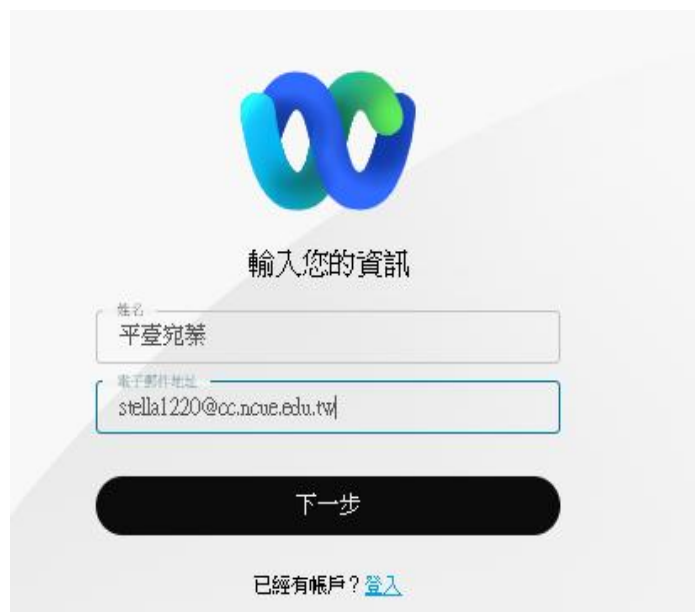 輸入您的資訊
姓名
平臺宛蓁
電子郵件地址
stella1220@cc.ncue.edu.tw
下一步
已經有帳戶？登入